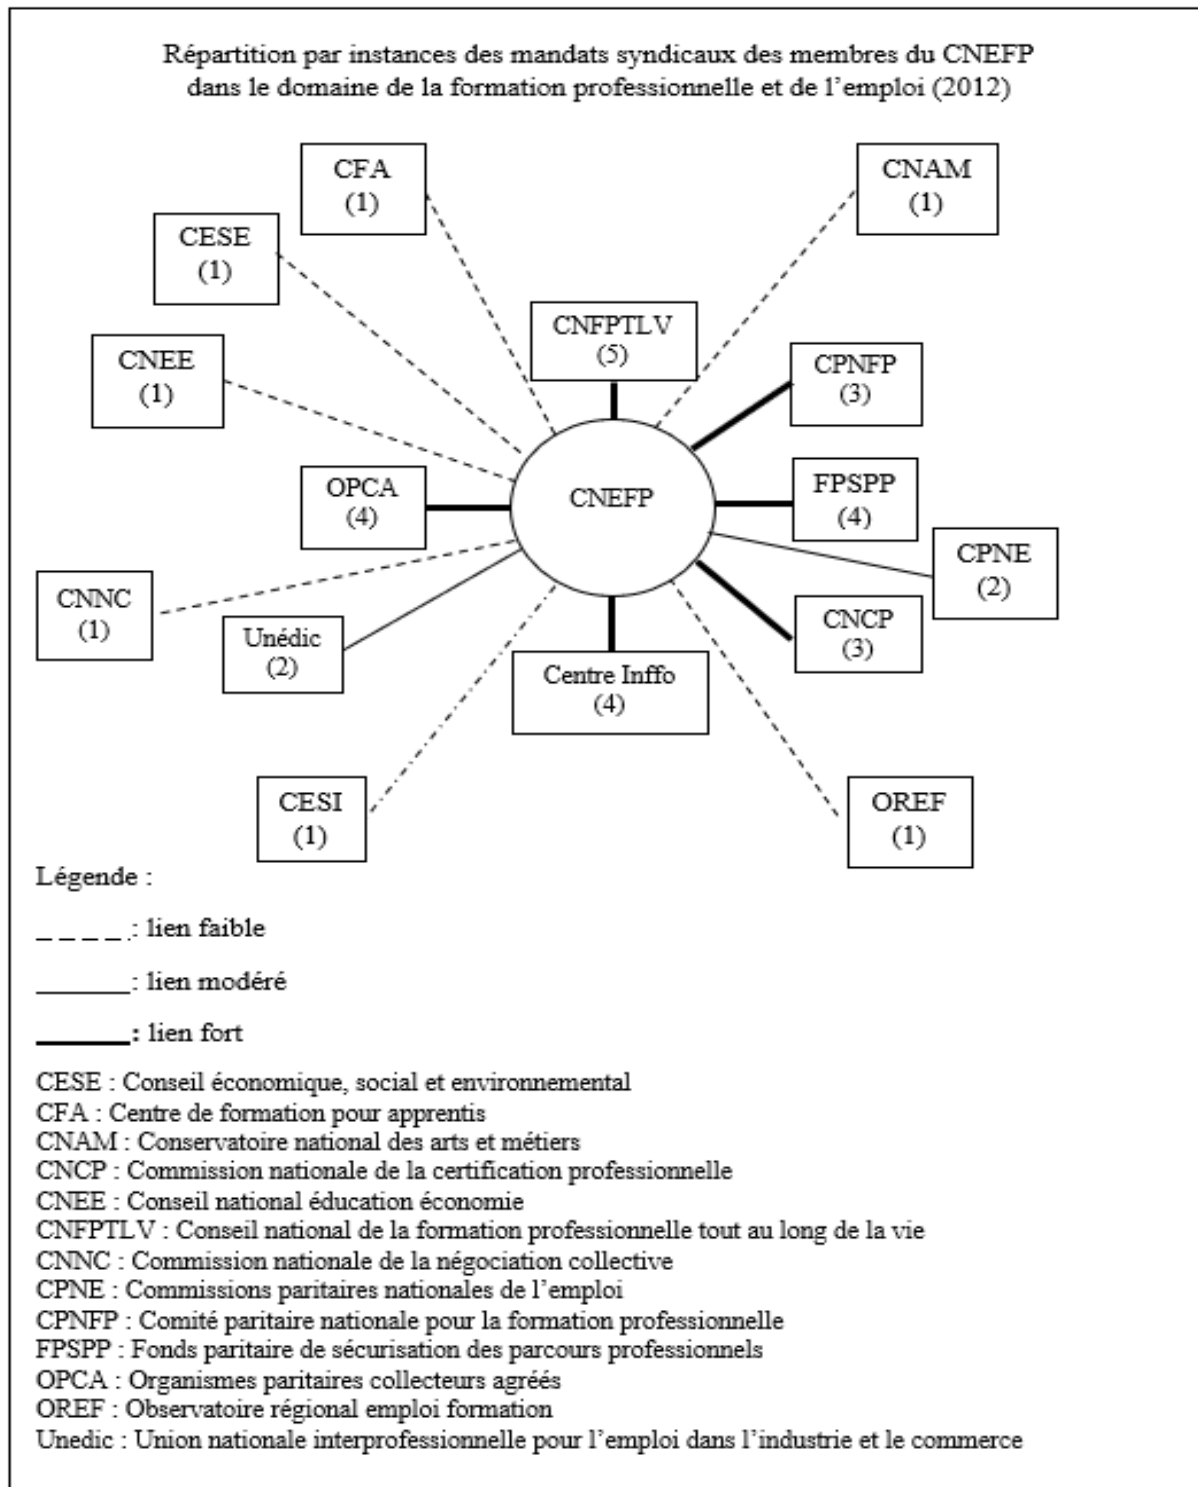 Répartition par instances des mandats syndicaux des membres du CNEFP
dans le domaine de la formation professionnelle et de l’emploi (2012)
CFA
(1)
CNAM
(1)
CESE
(1)
CNFPTLV
(5)
CNEE
(1)
CPNFP
(3)
OPCA
(4)
CNEFP
FPSPP
(4)
CPNE
(2)
CNNC
(1)
Unédic
(2)
CNCP
(3)
Centre Inffo
(4)
CESI
(1)
OREF
(1)
Légende :
: lien faible
: lien modéré
: lien fort
CESE : Conseil économique, social et environnemental
CFA : Centre de formation pour apprentis
CNAM : Conservatoire national des arts et métiers
CNCP : Commission nationale de la certification professionnelle
CNEE : Conseil national éducation économie
CNFPTLV : Conseil national de la formation professionnelle tout au long de la vie
CNNC : Commission nationale de la négociation collective
CPNE : Commissions paritaires nationales de l’emploi
CPNFP : Comité paritaire nationale pour la formation professionnelle
FPSPP : Fonds paritaire de sécurisation des parcours professionnels
OPCA : Organismes paritaires collecteurs agréés
OREF : Observatoire régional emploi formation
Unedic : Union nationale interprofessionnelle pour l’emploi dans l’industrie et le commerce